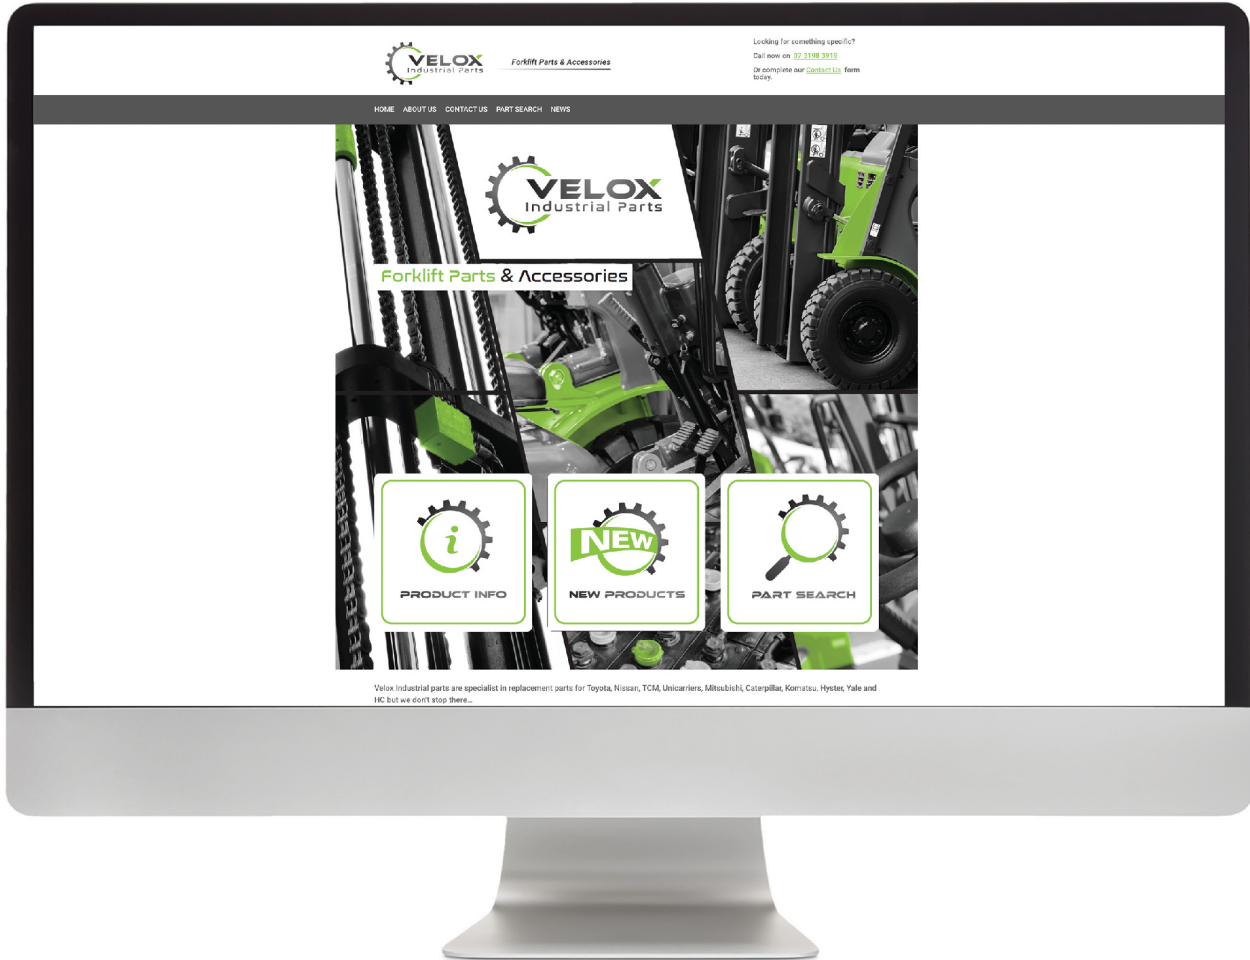 VELOX
Industrial Parts
Forklift Parts & Accessories
Looking for something specific?
Call now on 07 3198 3919
Or complete our Contact Us form
today.
HOME ABOUT US CONTACT US PART SEARCH NEWS
VELOX
Industrial Parts
Forklift Parts & Accessories
i
NEW
PRODUCT INFO
NEW PRODUCTS
PART SEARCH
Velox Industrial parts are specialist in replacement parts for Toyota, Nissan, TCM, Unicarriers, Mitsubishi, Caterpillar, Komatsu, Hyster, Yale and
HC but we don't stop there...